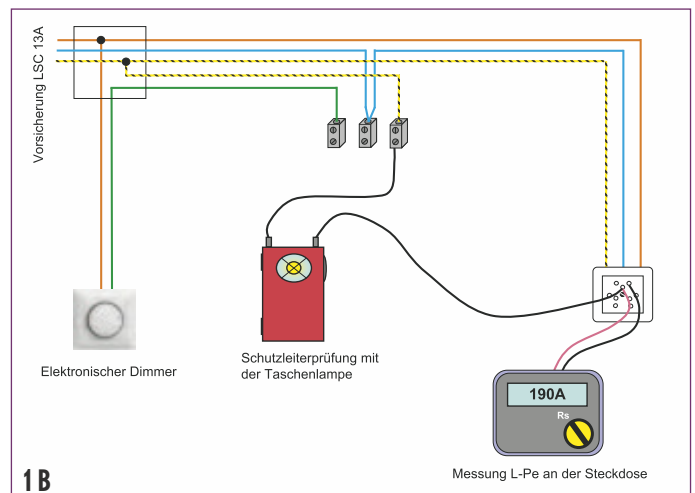 Vorsicherung LSC 13A
Elektronischer Dimmer
Schutzleiterprüfung mit
der Taschenlampe
190A
Rs
Messung L-Pe an der Steckdose
1B